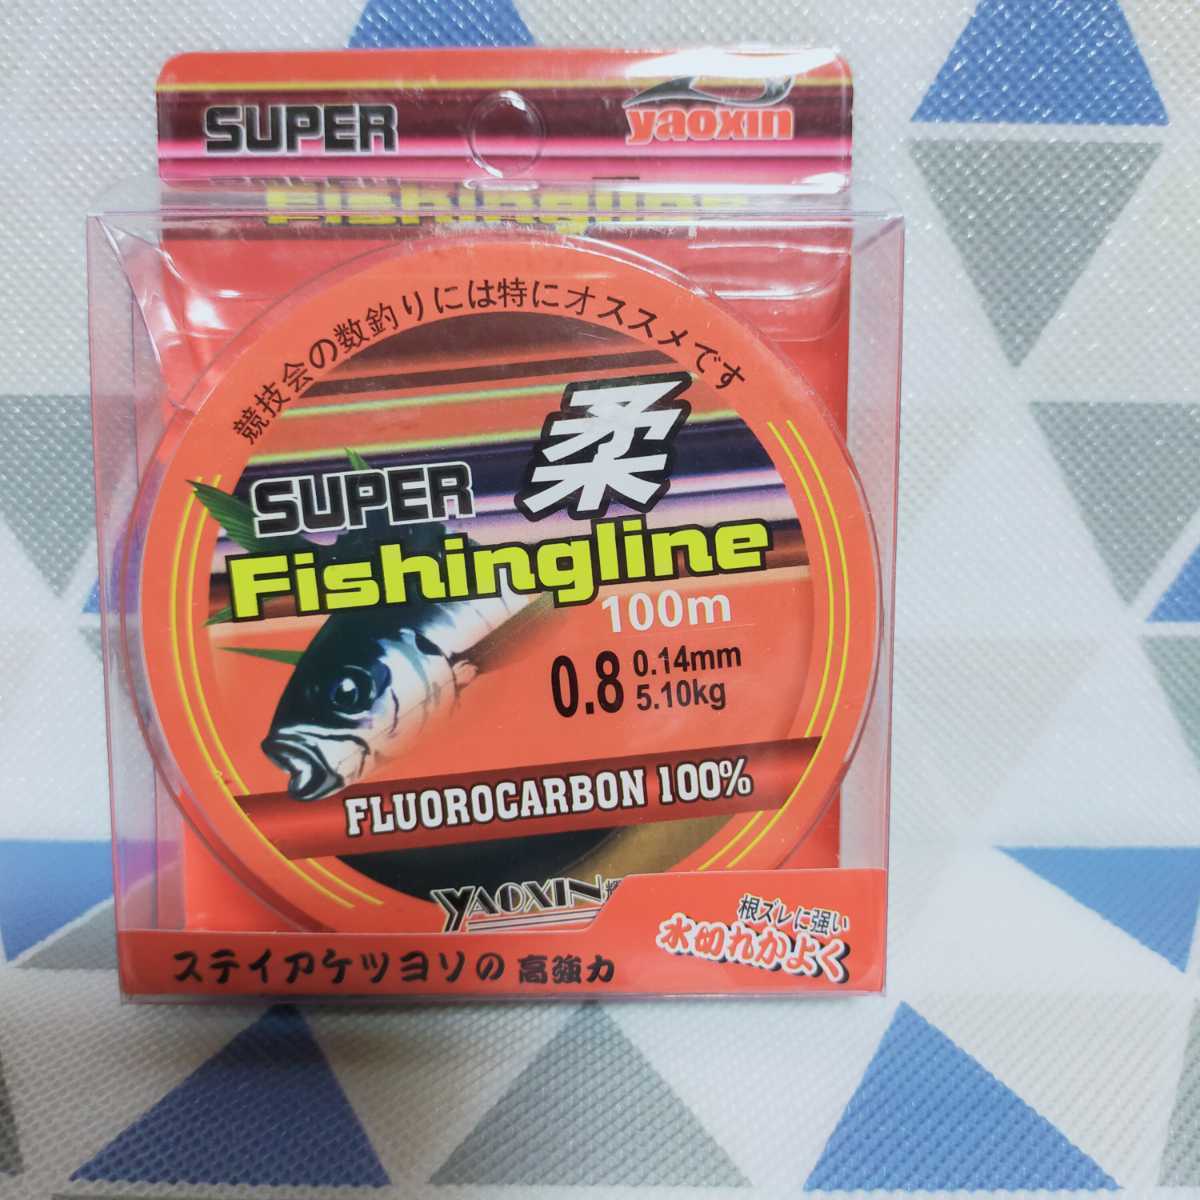 SUPER
yaoxin
Fishingline
競技会の数釣りには特にオススメです
柔
SUPER
Fishingline
100m
0.8
0.14mm
5.10kg
FLUOROCARBON 100%
YAOXIN
根ズレに強い
水切れがよく
ステイアケツヨソの 高強力